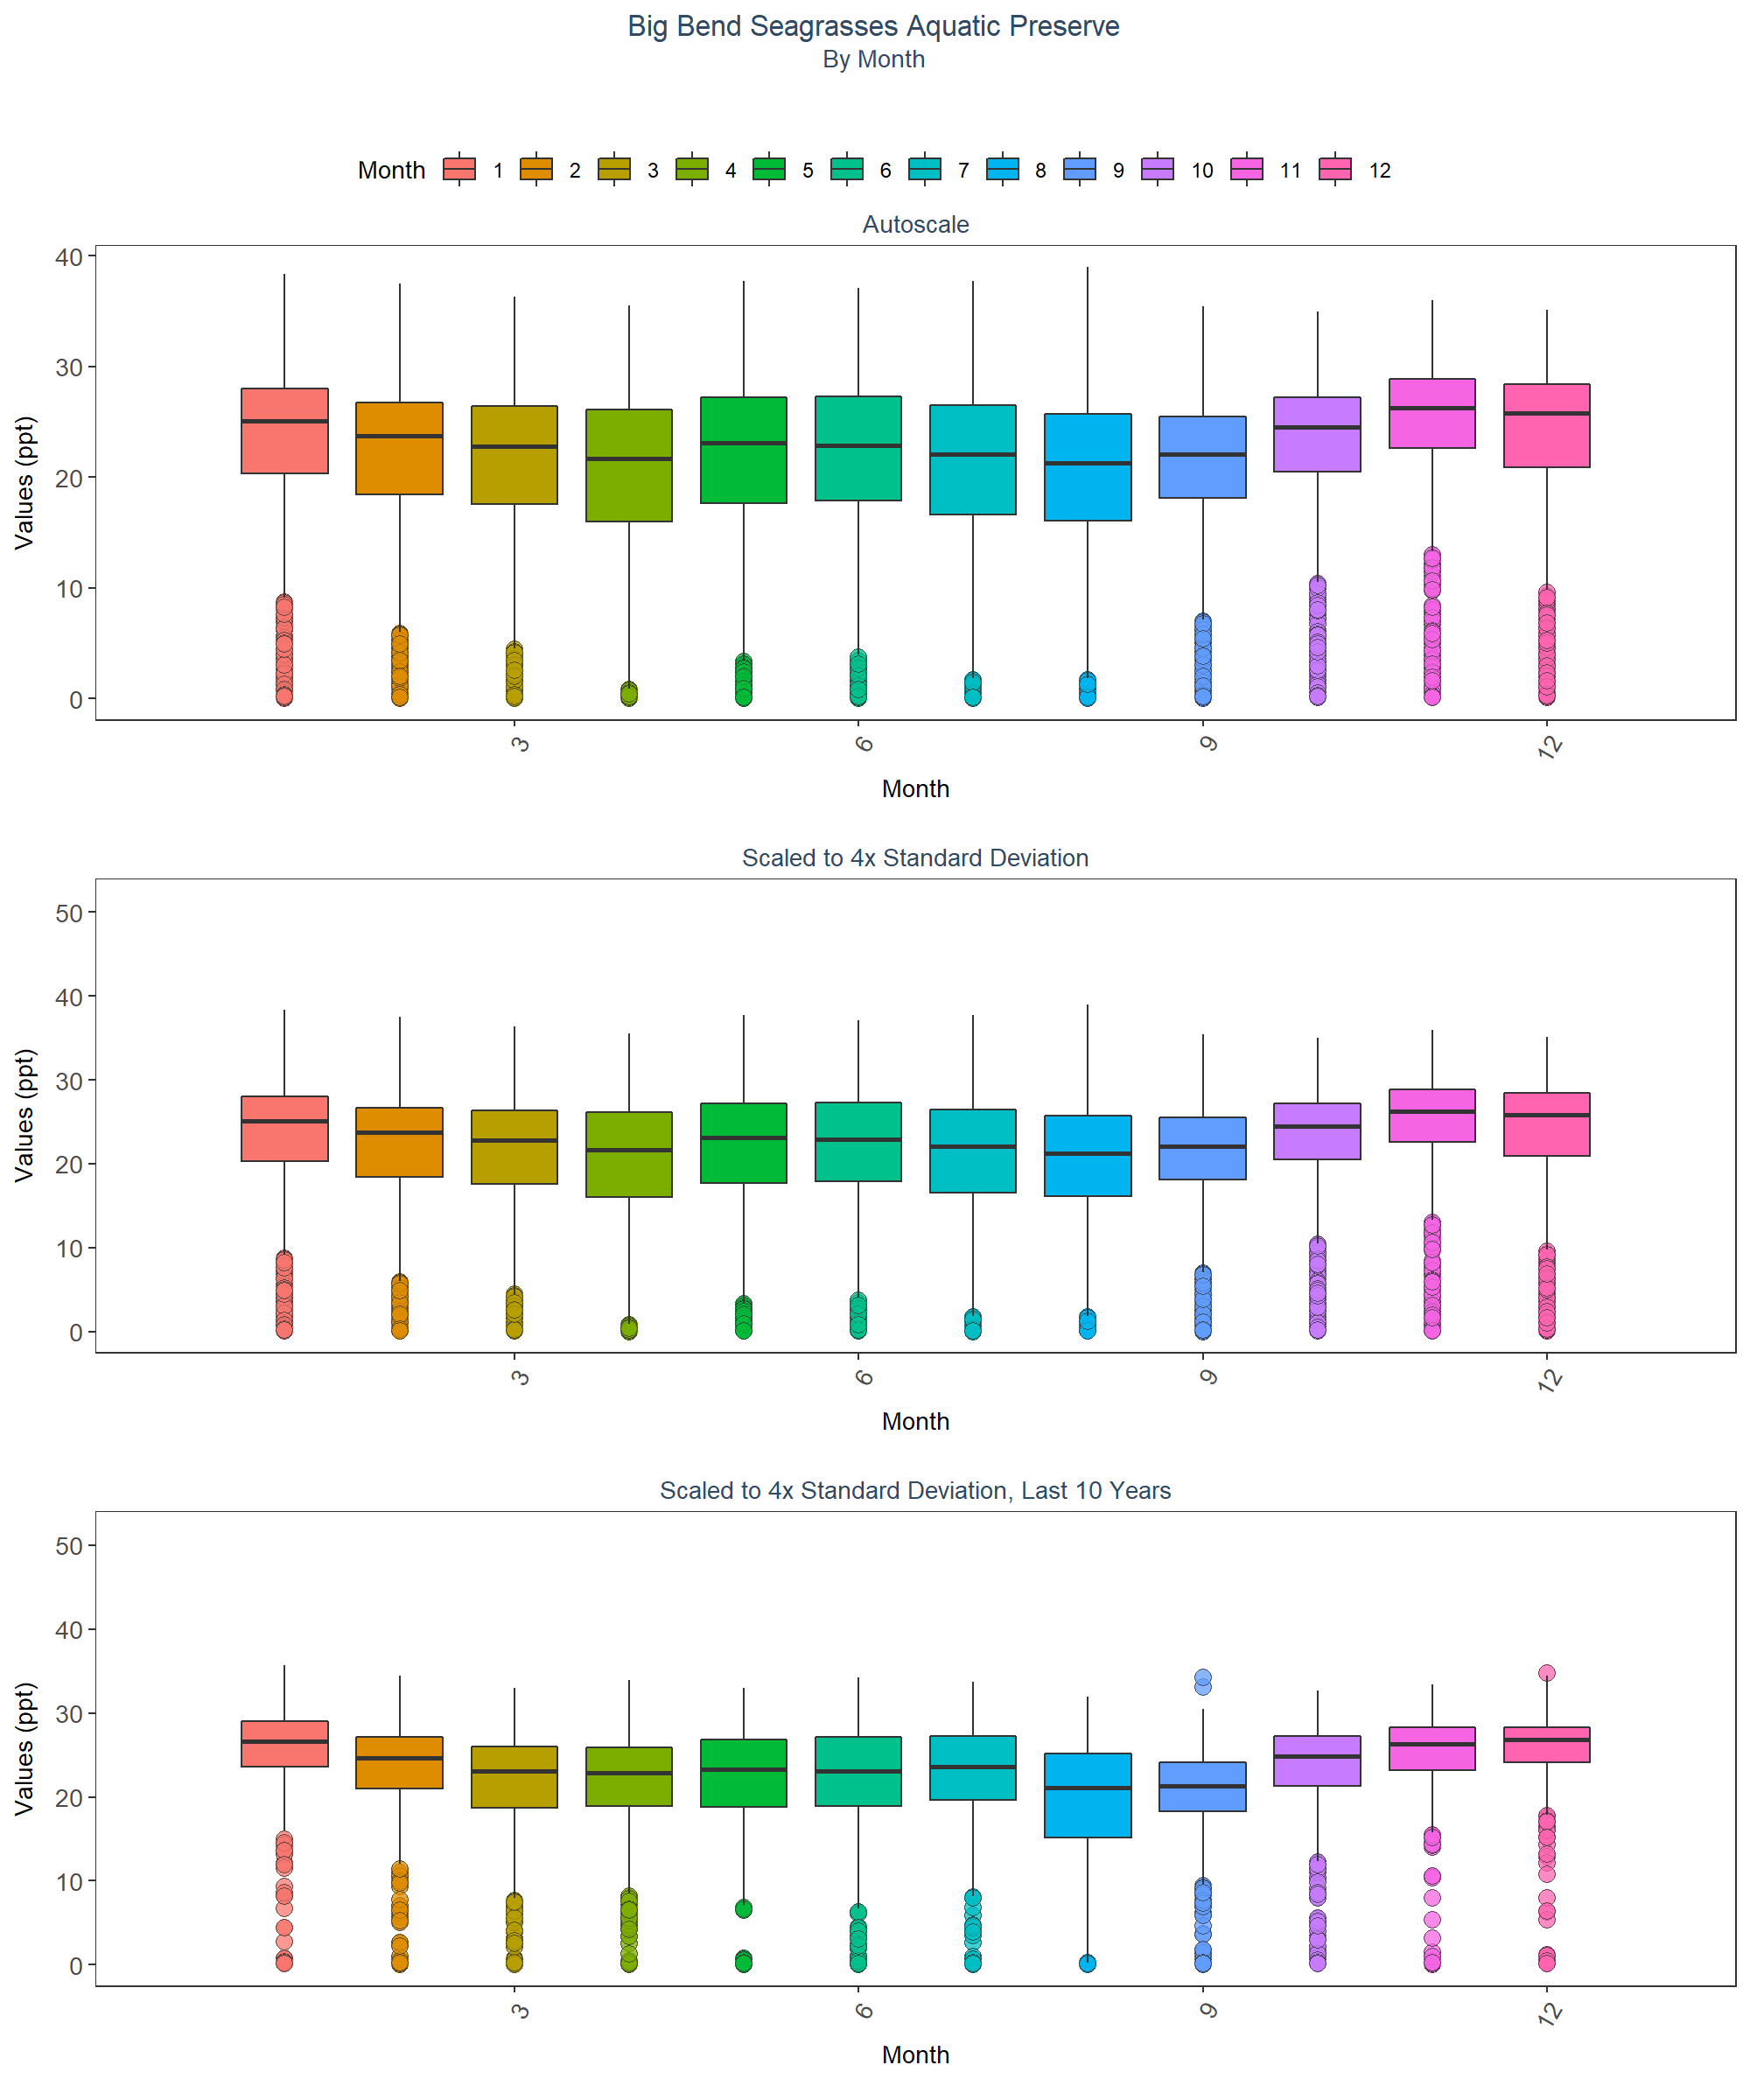 Big Bend Seagrasses Aquatic Preserve
By Month
Month 1 2 3 4 5 6 7 8 9 10 11 12
Autoscale
Values (ppt)
40
30
20
10
0
3 6 9 12
Month
Scaled to 4x Standard Deviation
Values (ppt)
50
40
30
20
10
0
3 6 9 12
Month
Scaled to 4x Standard Deviation, Last 10 Years
Values (ppt)
50
40
30
20
10
0
3 6 9 12
Month